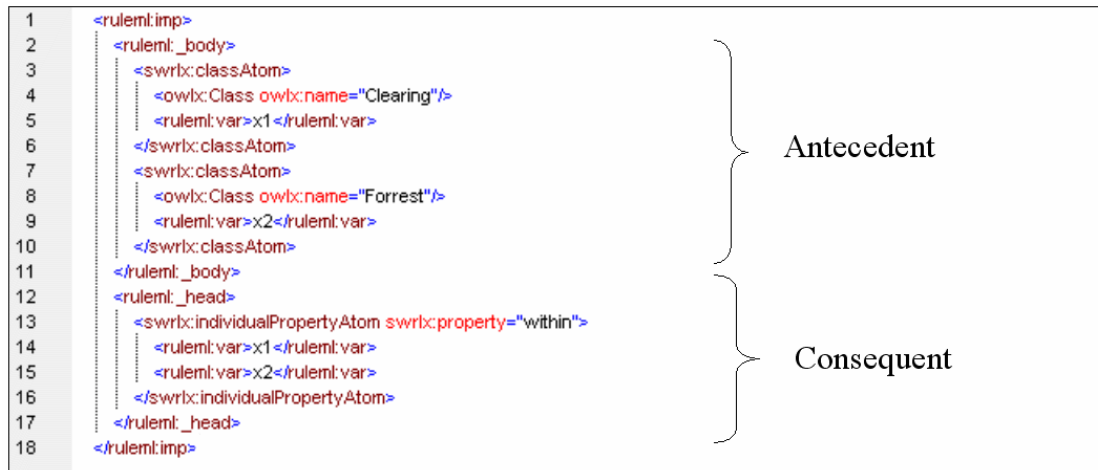 1 <ruleml:imp>
2 <ruleml:_body>
3 <swrlx:classAtom>
4 <owlx:Class owlx:name="Clearing"/>
5 <ruleml:var>x1</ruleml:var>
6 </swrlx:classAtom>
7 <swrlx:classAtom>
8 <owlx:Class owlx:name="Forrest"/>
9 <ruleml:var>x2</ruleml:var>
10 </swrlx:classAtom>
11 </ruleml:_body>
12 <ruleml:_head>
13 <swrlx:individualPropertyAtom swrlx:property="within">
14 <ruleml:var>x1</ruleml:var>
15 <ruleml:var>x2</ruleml:var>
16 </swrlx:individualPropertyAtom>
17 </ruleml:_head>
18 </ruleml:imp>
Antecedent
Consequent